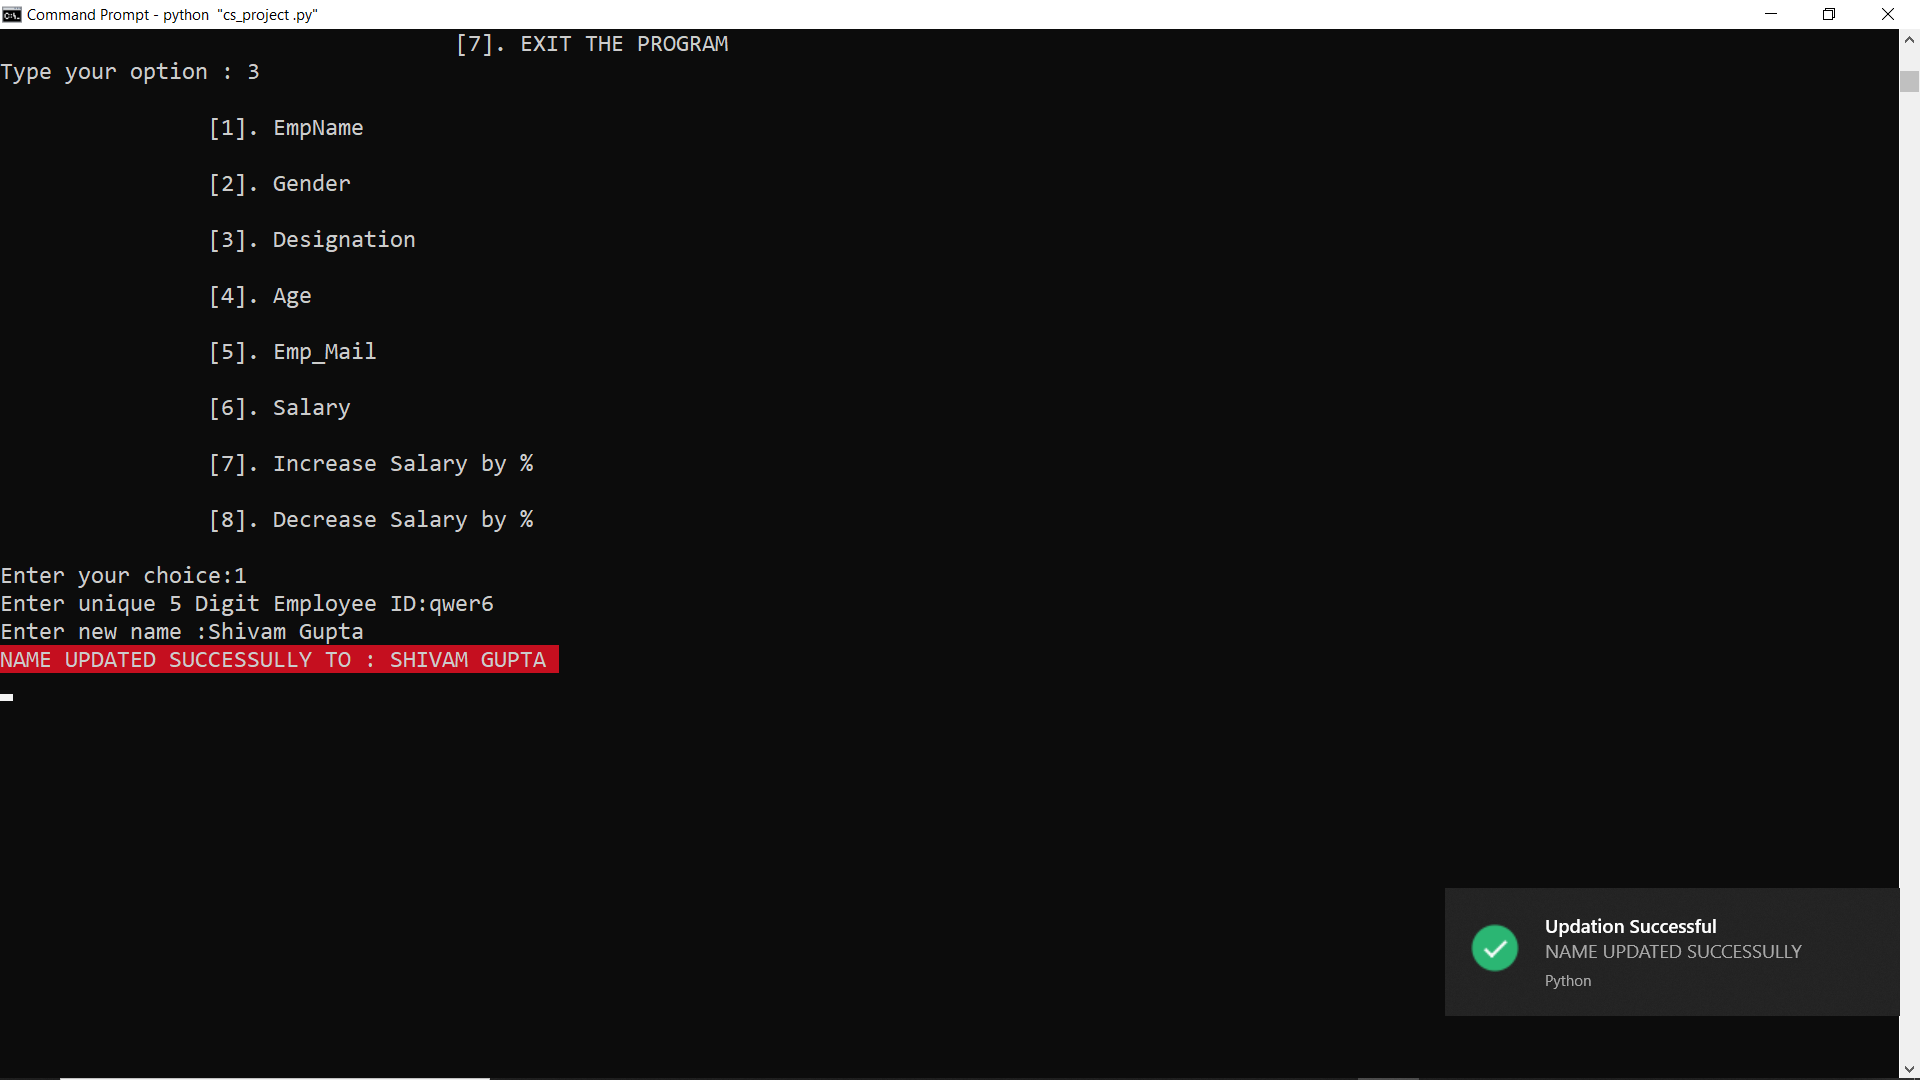 Command Prompt - python  "cs_project .py"
[7]. EXIT THE PROGRAM
Type your option : 3
[1]. EmpName
[2]. Gender
[3]. Designation
[4]. Age
[5]. Emp_Mail
[6]. Salary
[7]. Increase Salary by %
[8]. Decrease Salary by %
Enter your choice:1
Enter unique 5 Digit Employee ID:qwer6
Enter new name :Shivam Gupta
NAME UPDATED SUCCESSULLY TO : SHIVAM GUPTA
Updation Successful
NAME UPDATED SUCCESSULLY
Python